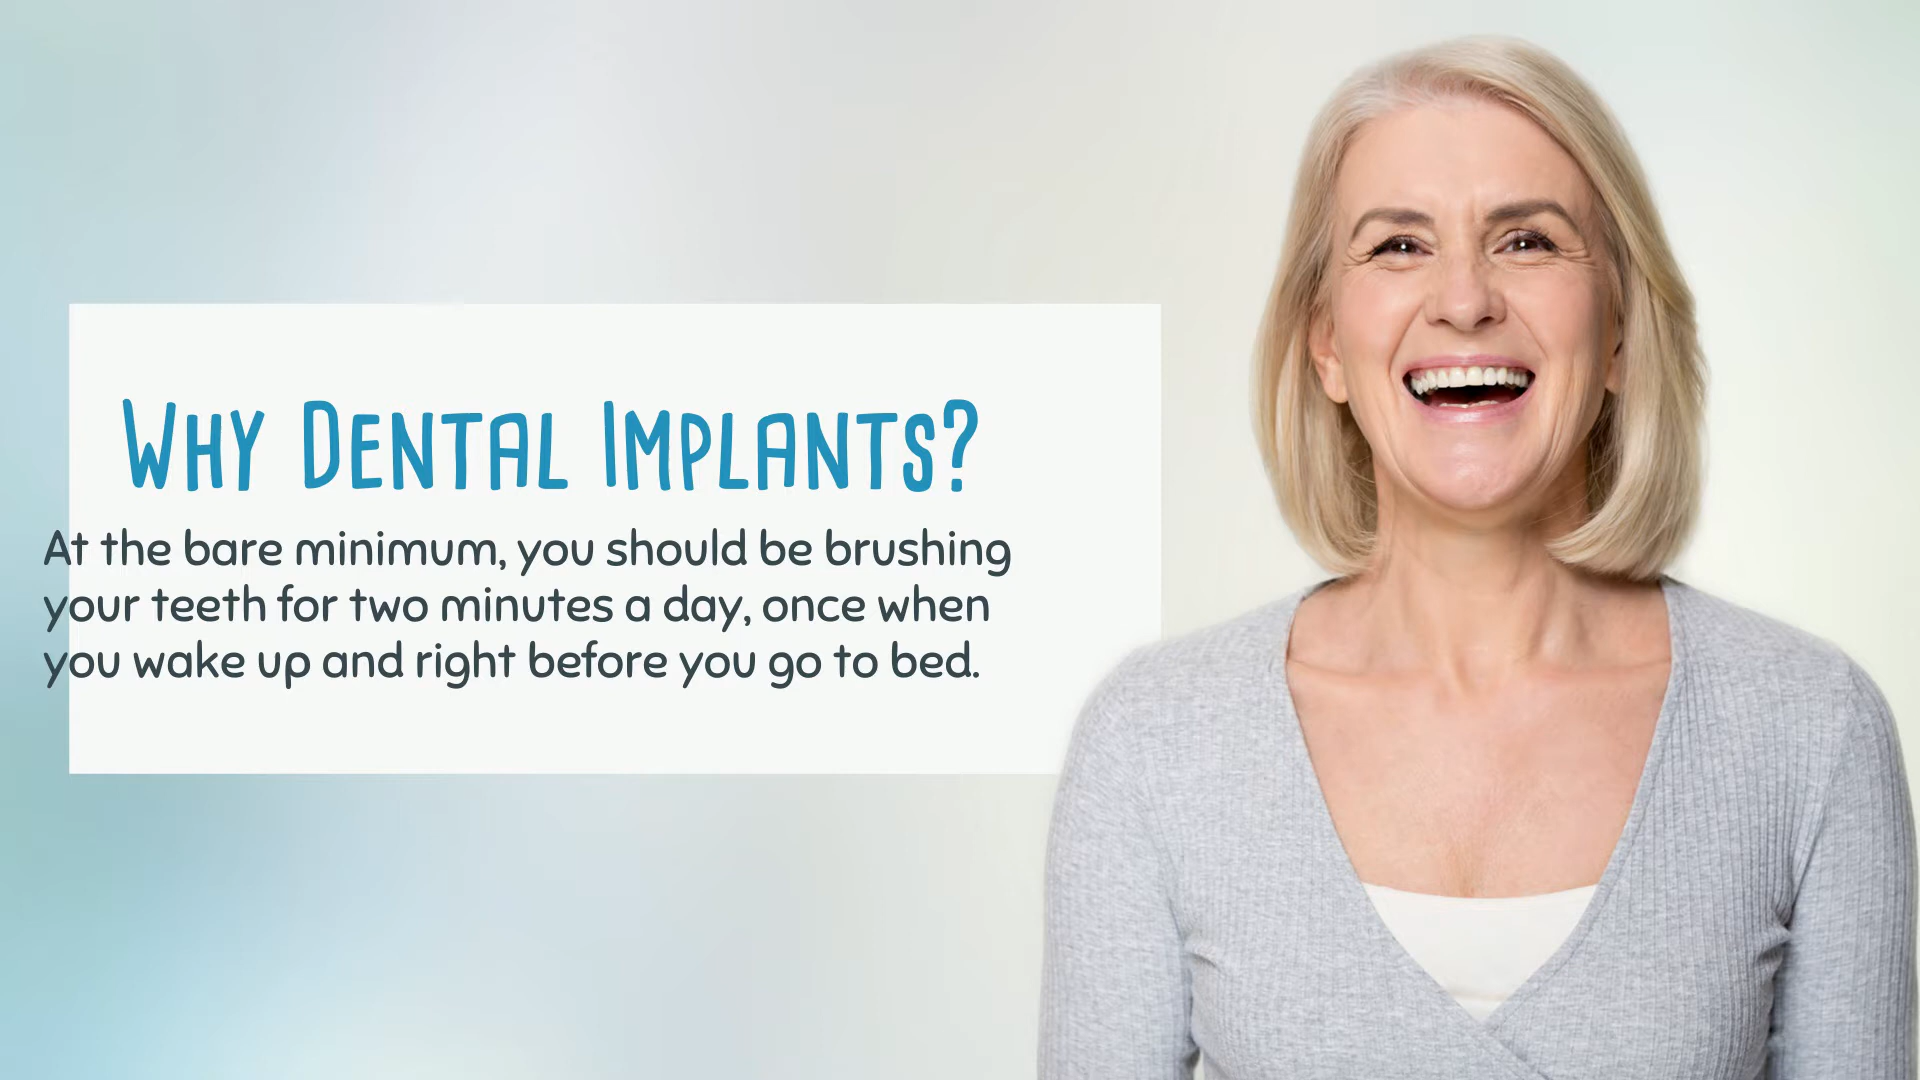 Why Dental Implants?
At the bare minimum, you should be brushing
your teeth for two minutes a day, once when
you wake up and right before you go to bed.